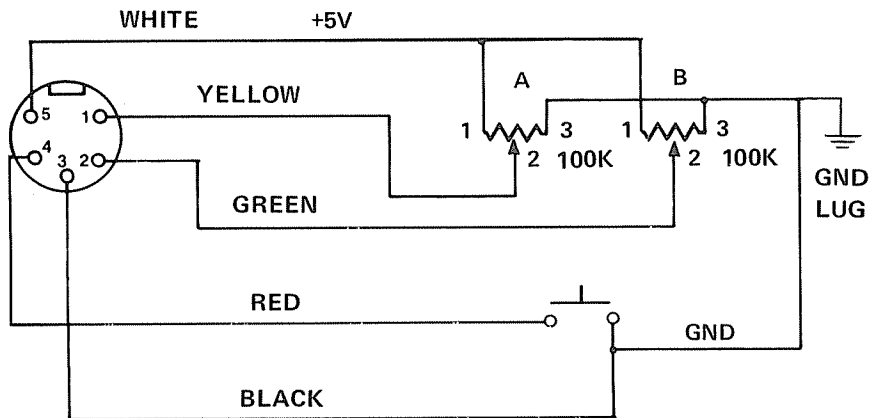 WHITE +5V
A B
YELLOW
5 1
4 3 2
1 3 1 3
2 100K 2 100K
GND
LUG
GREEN
RED
GND
BLACK